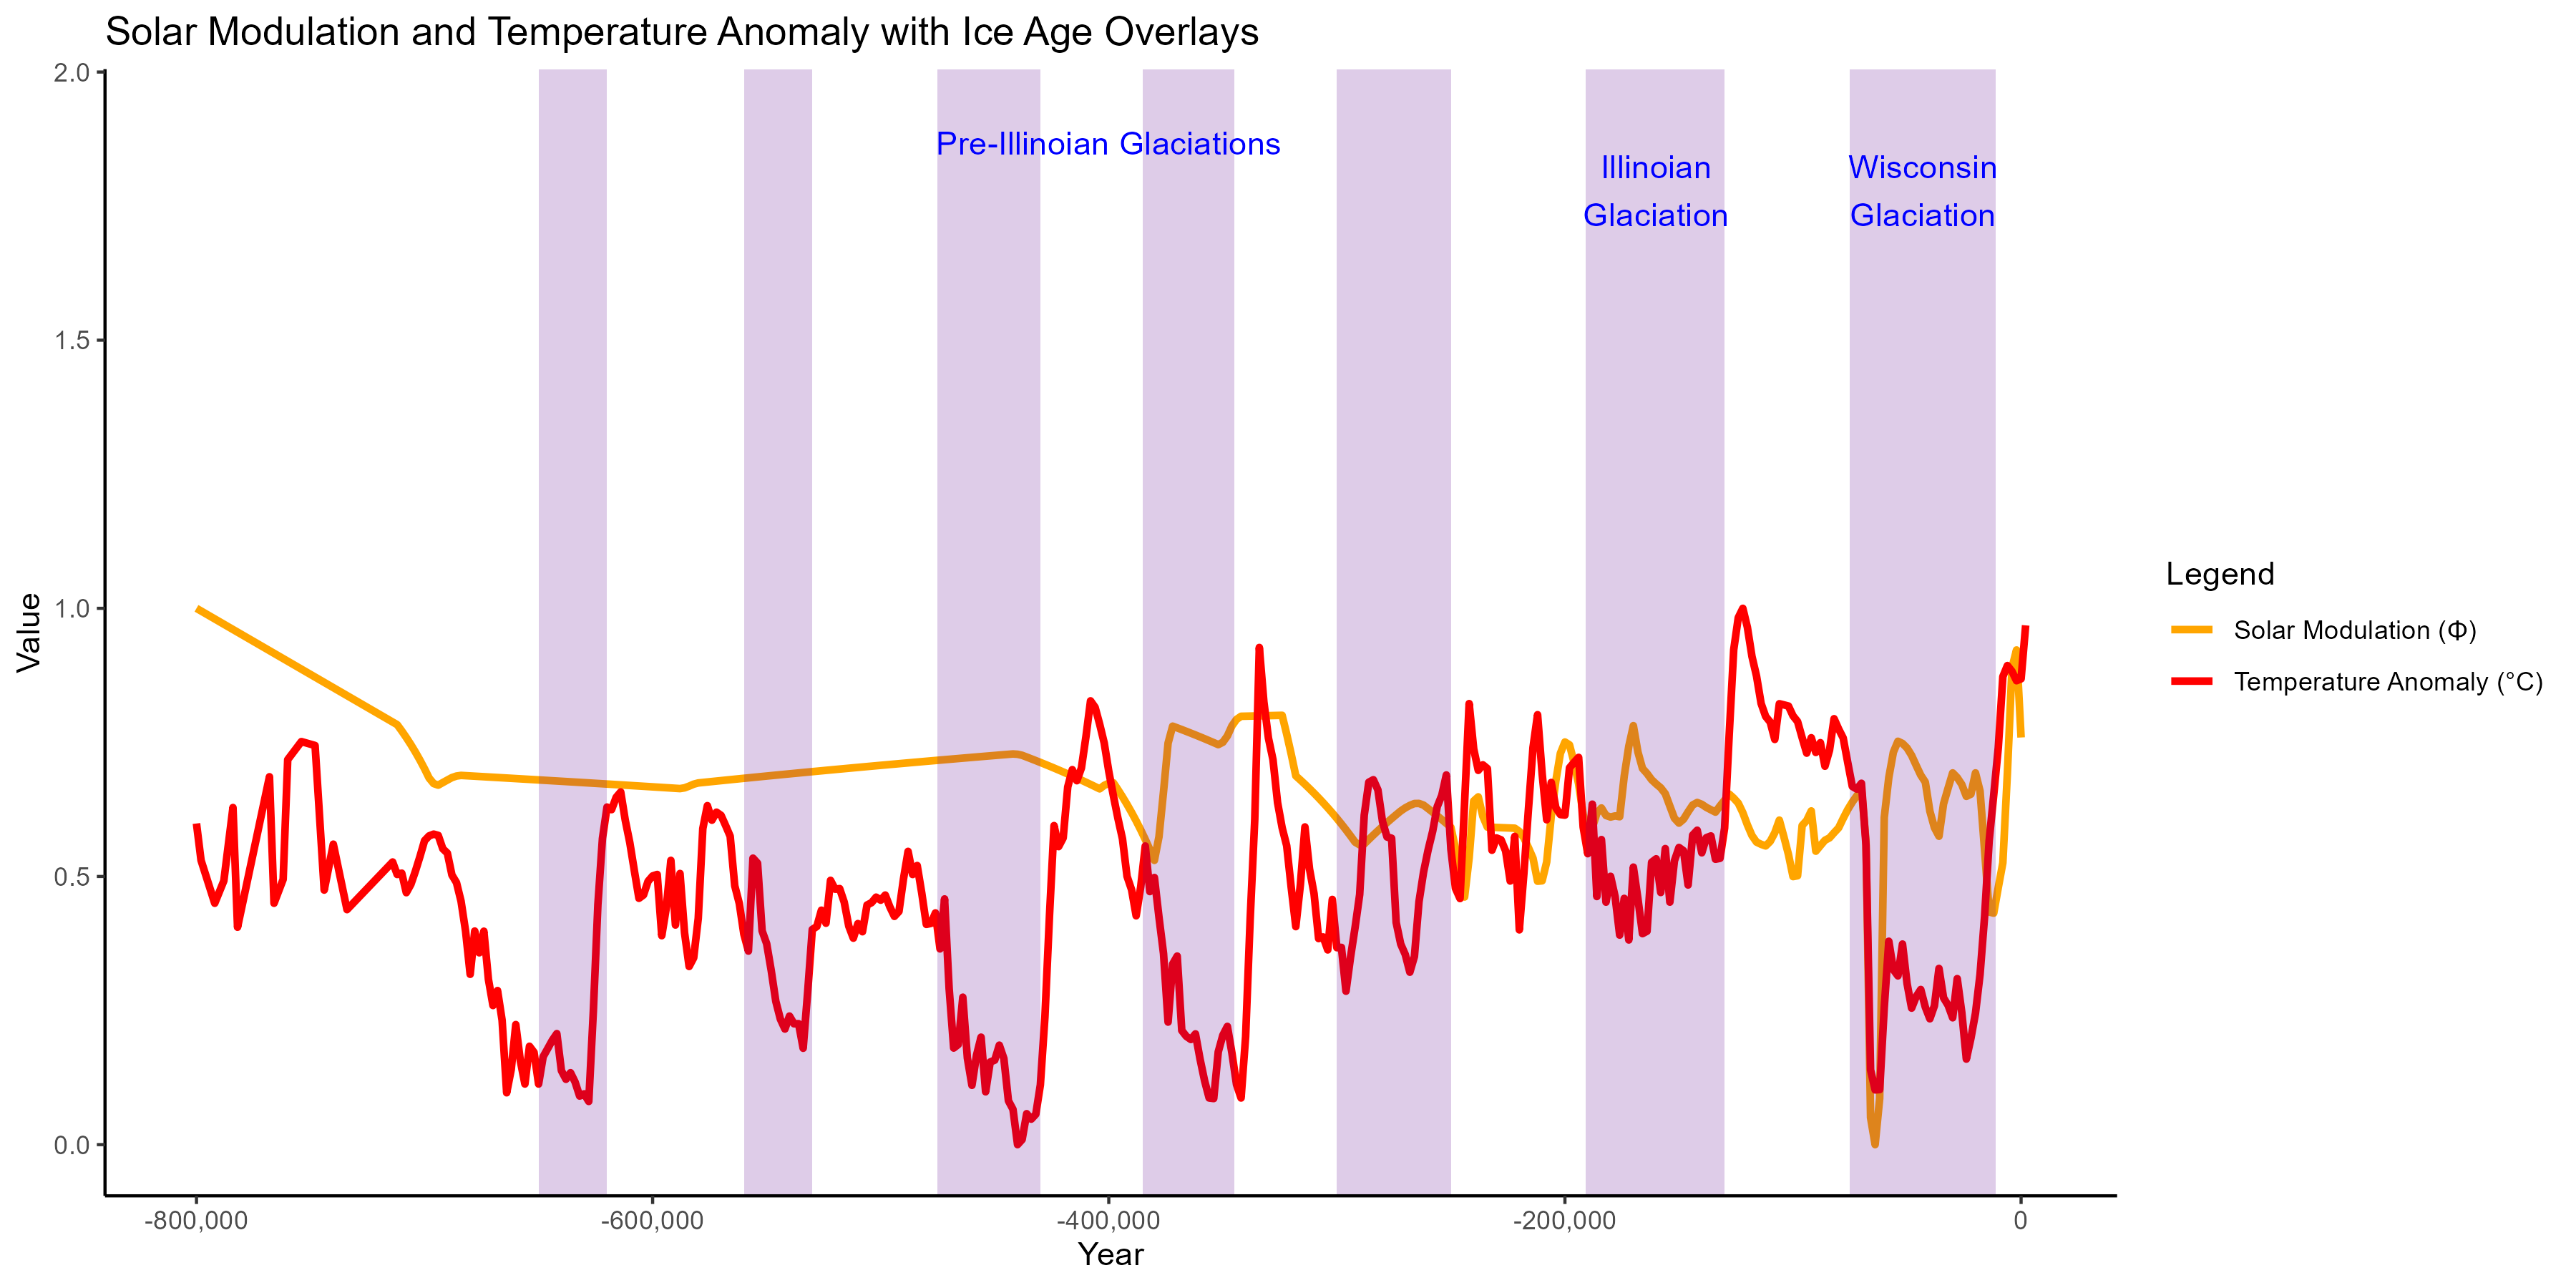 Solar Modulation and Temperature Anomaly with Ice Age Overlays
2.0
1.5
1.0
0.5
0.0
Value
Pre-Illinoian Glaciations
Illinoian
Glaciation
Wisconsin
Glaciation
-800,000
-600,000
-400,000
-200,000
0
Year
Legend
Solar Modulation (Φ)
Temperature Anomaly (°C)